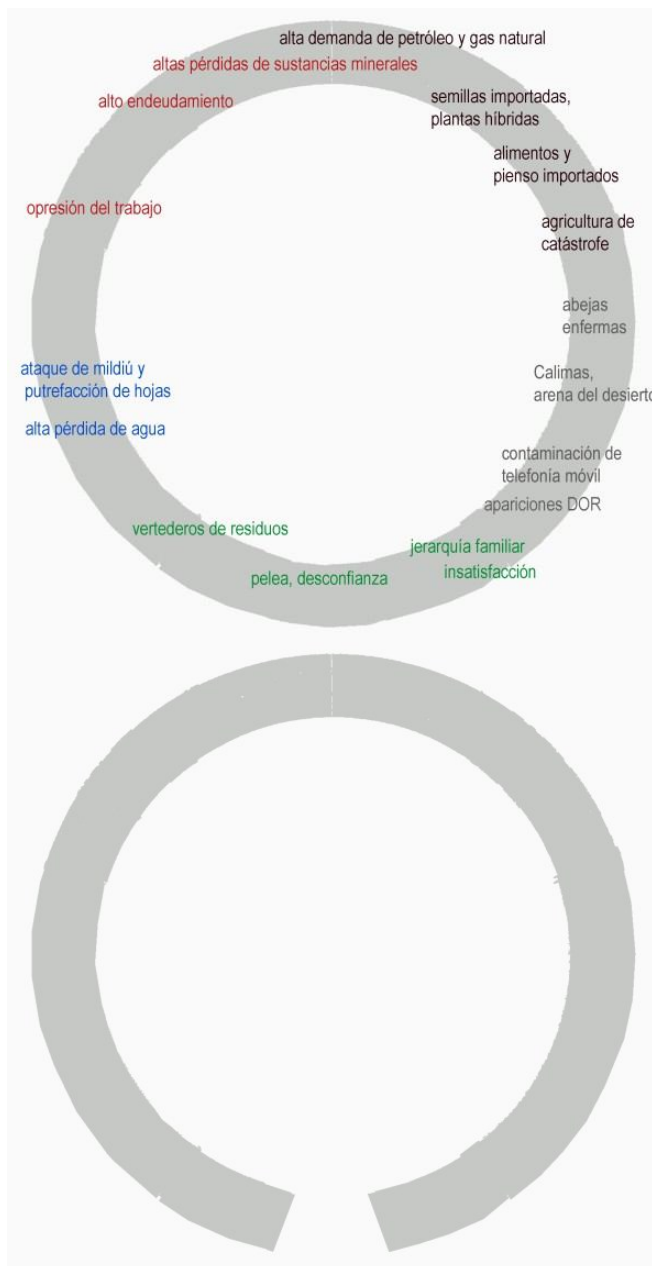 alta demanda de petróleo y gas natural
altas pérdidas de sustancias minerales
alto endeudamiento
semillas importadas,
plantas híbridas
alimentos y
pienso importados
opresión del trabajo
agricultura de
catástrofe
abejas
enfermas
ataque de mildiú y
putrefacción de hojas
Calimas,
arena del desierto
alta pérdida de agua
contaminación de
telefonía móvil
apariciones DOR
vertederos de residuos
jerarquía familiar
insatisfacción
pelea, desconfianza